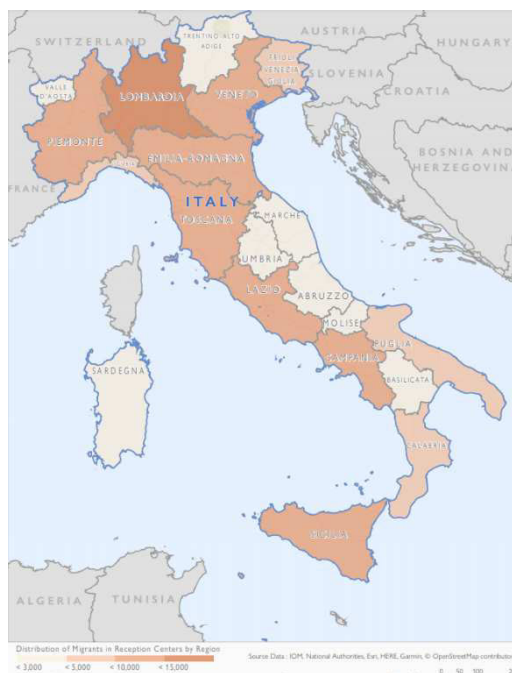 SWITZERLAND
AUSTRIA
HUNGARY
TRENTINO-ALTO
ADIGE
FRIULI
VENEZIA
GIULIA
SLOVENIA
VALLE
D'AOSTA
LOMBARDIA
VENETO
CROATIA
PIEMONTE
EMILIA-ROMAGNA
BOSNIA AND
HERZEGOVINA
FRANCE
ITALY
TOSCANA
MARCHE
UMBRIA
LAZIO
ABRUZZO
MOLISE
PUGLIA
CAMPANIA
BASILICATA
SARDEGNA
CALABRIA
SICILIA
ALGERIA
TUNISIA
Distribution of Migrants in Reception Centers by Region
< 3,000 < 5,000 < 10,000 < 15,000
Source Data : IOM, National Authorities, Esri, HERE, Garmin, © OpenStreetMap contributor
0 50 100